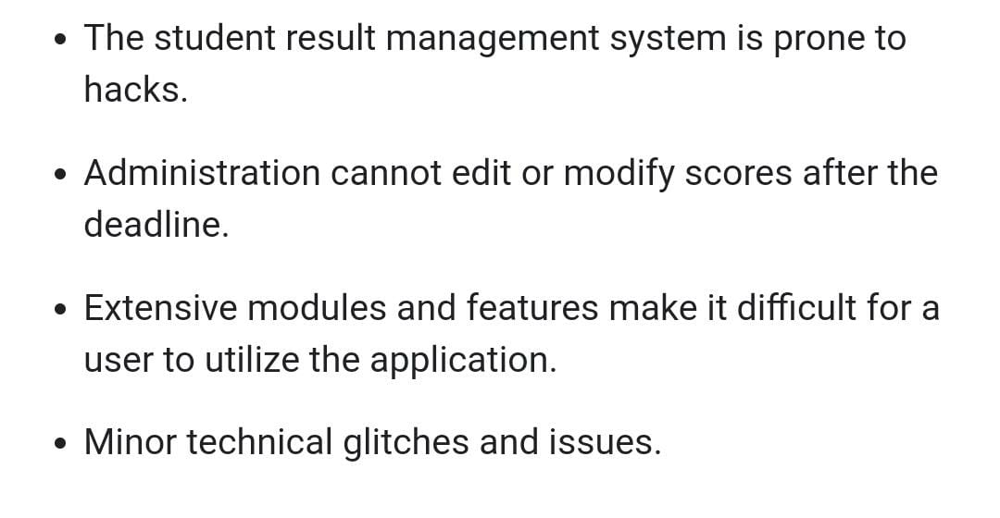 • The student result management system is prone to
hacks.
• Administration cannot edit or modify scores after the
deadline.
• Extensive modules and features make it difficult for a
user to utilize the application.
• Minor technical glitches and issues.